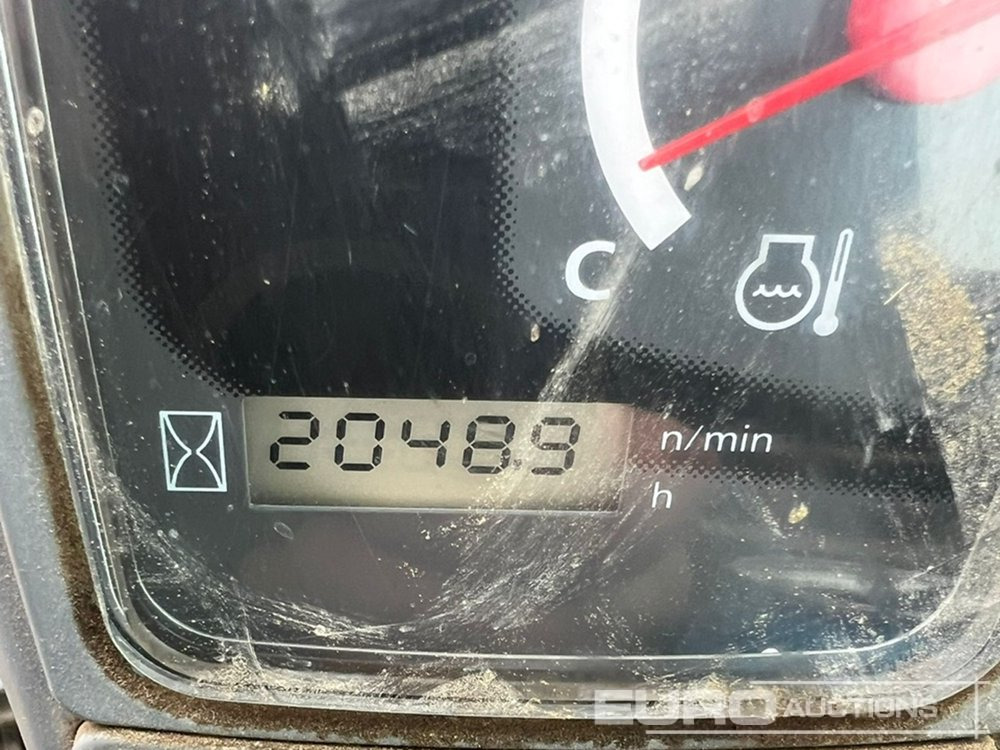 C
2048.9 n/min
h
EURO AUCTIONS